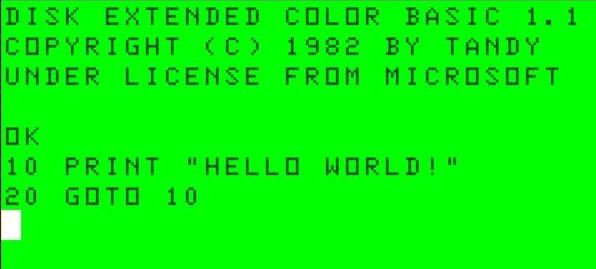 DISK EXTENDED COLOR BASIC 1.1
COPYRIGHT (C) 1982 BY TANDY
UNDER LICENSE FROM MICROSOFT
OK
10 PRINT "HELLO WORLD!"
20 GOTO 10